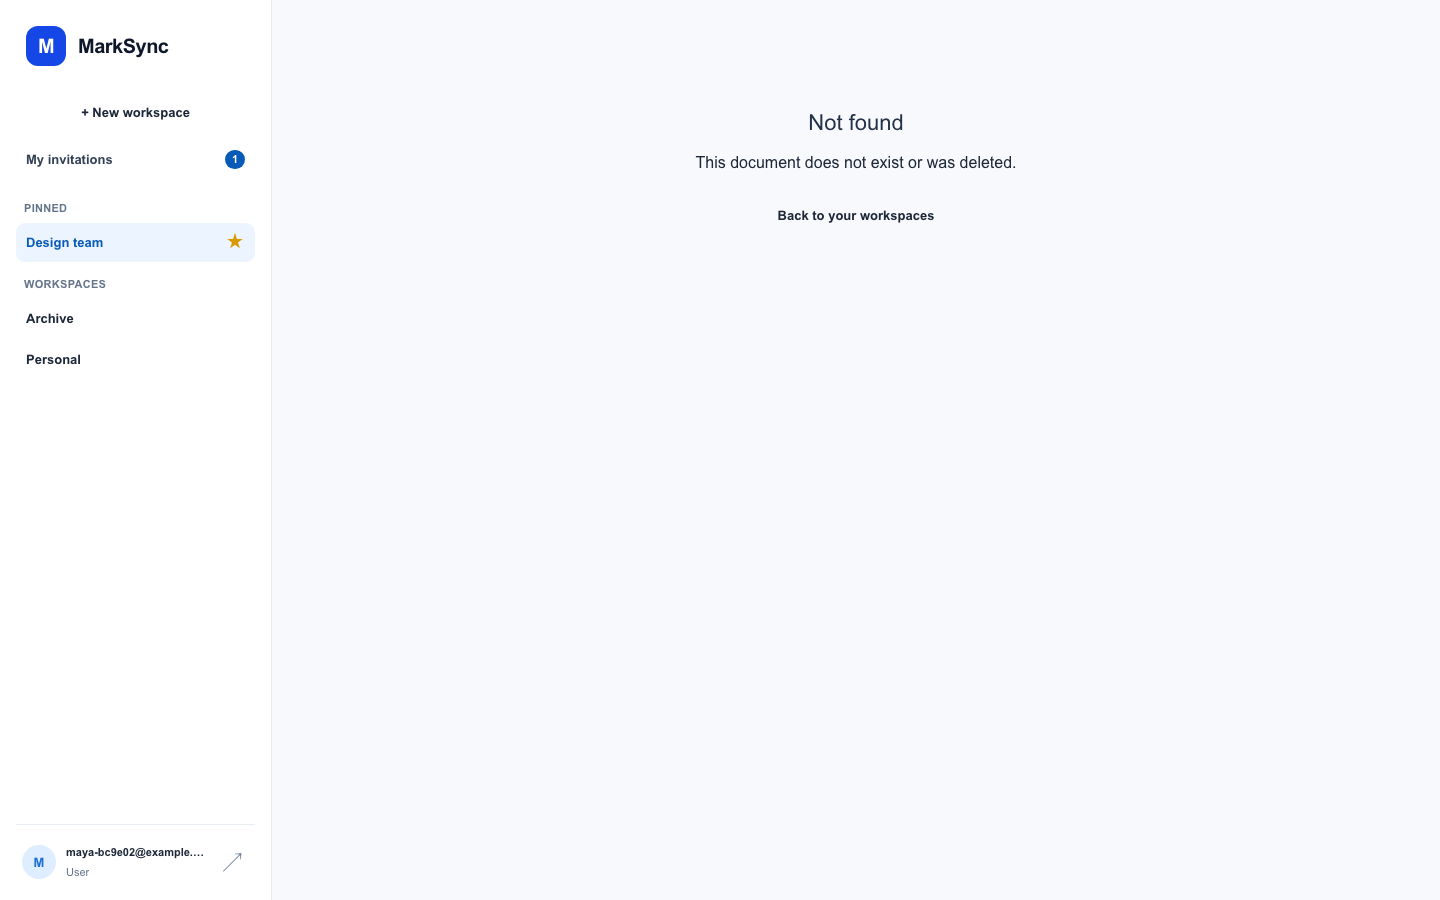 M
MarkSync
+ New workspace
My invitations 1
PINNED
Design team
WORKSPACES
Archive
Personal
M
maya-bc9e02@example....
User
Not found
This document does not exist or was deleted.
Back to your workspaces